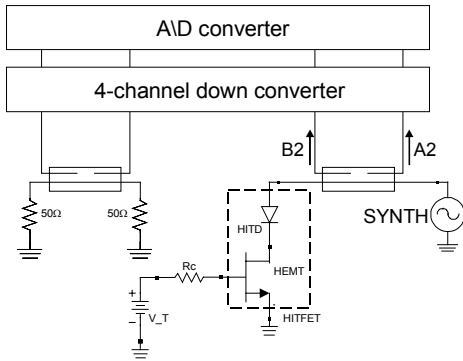 A\D converter
4-channel down converter
B2
A2
50Ω
50Ω
SYNTH
HITD
HEMT
Rc
+
V_T
−
HITFET